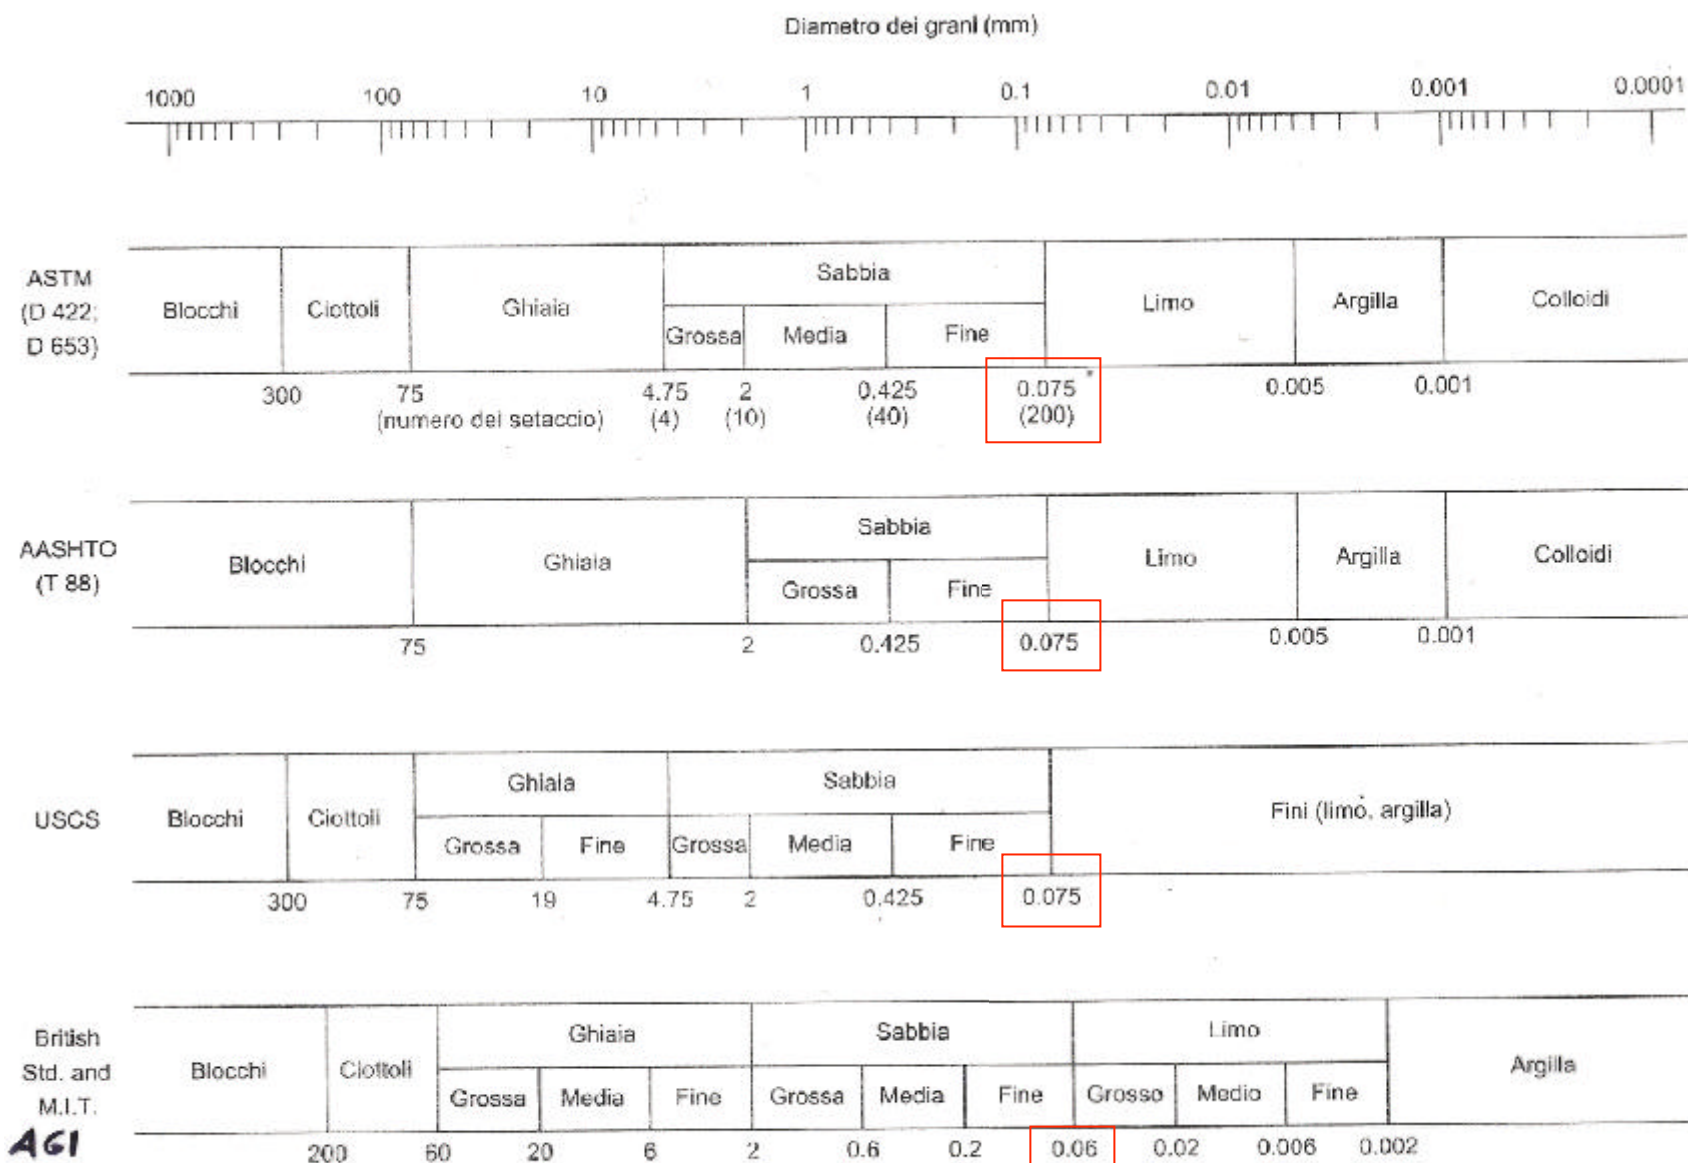 Diametro dei grani (mm)
1000 100 10 1 0.1 0.01 0.001 0.0001
ASTM
(D 422;
D 653)
Blocchi Ciottoli Ghiaia Sabbia Limo Argilla Colloidi
Grossa Media Fine
300 75 4.75 2 0.425 0.075 0.005 0.001
(numero del setaccio) (4) (10) (40) (200)
AASHTO
(T 88)
Blocchi Ghiaia Sabbia Limo Argilla Colloidi
Grossa Fine
75 2 0.425 0.075 0.005 0.001
USCS
Blocchi Ciottoli Ghiaia Sabbia Fini (limo, argilla)
Grossa Fine Grossa Media Fine
300 75 19 4.75 2 0.425 0.075
British
Std. and
M.I.T.
AGI
Blocchi Ciottoli Ghiaia Sabbia Limo Argilla
Grossa Media Fine Grossa Media Fine Grosso Medio Fine
200 60 20 6 2 0.6 0.2 0.06 0.02 0.006 0.002